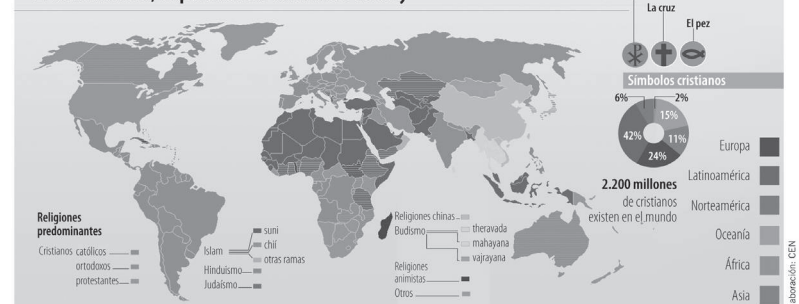 La cruz
El pez
Símbolos cristianos
6%
2%
15%
11%
24%
42%
2.200 millones
de cristianos
existen en el mundo
Europa
Latinoamérica
Norteamérica
Oceanía
África
Asia
Religiones
predominantes
Cristianos católicos
ortodoxos
protestantes
Islam
suni
chií
otras ramas
Hinduismo
Judaísmo
Religiones chinas
Budismo
theravada
mahayana
vajrayana
Religiones
animistas
Otros
aboración: CEN